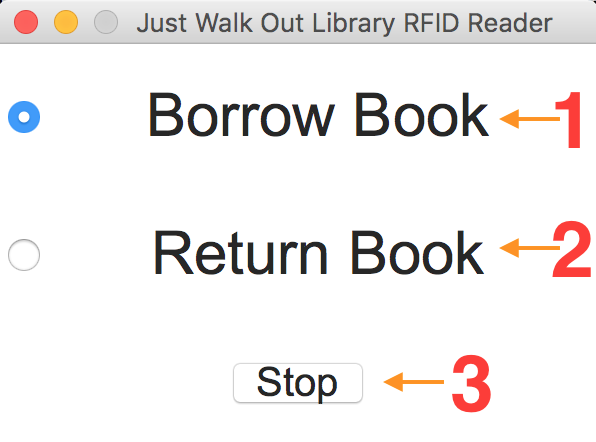 Just Walk Out Library RFID Reader
Borrow Book 1
Return Book 2
Stop 3